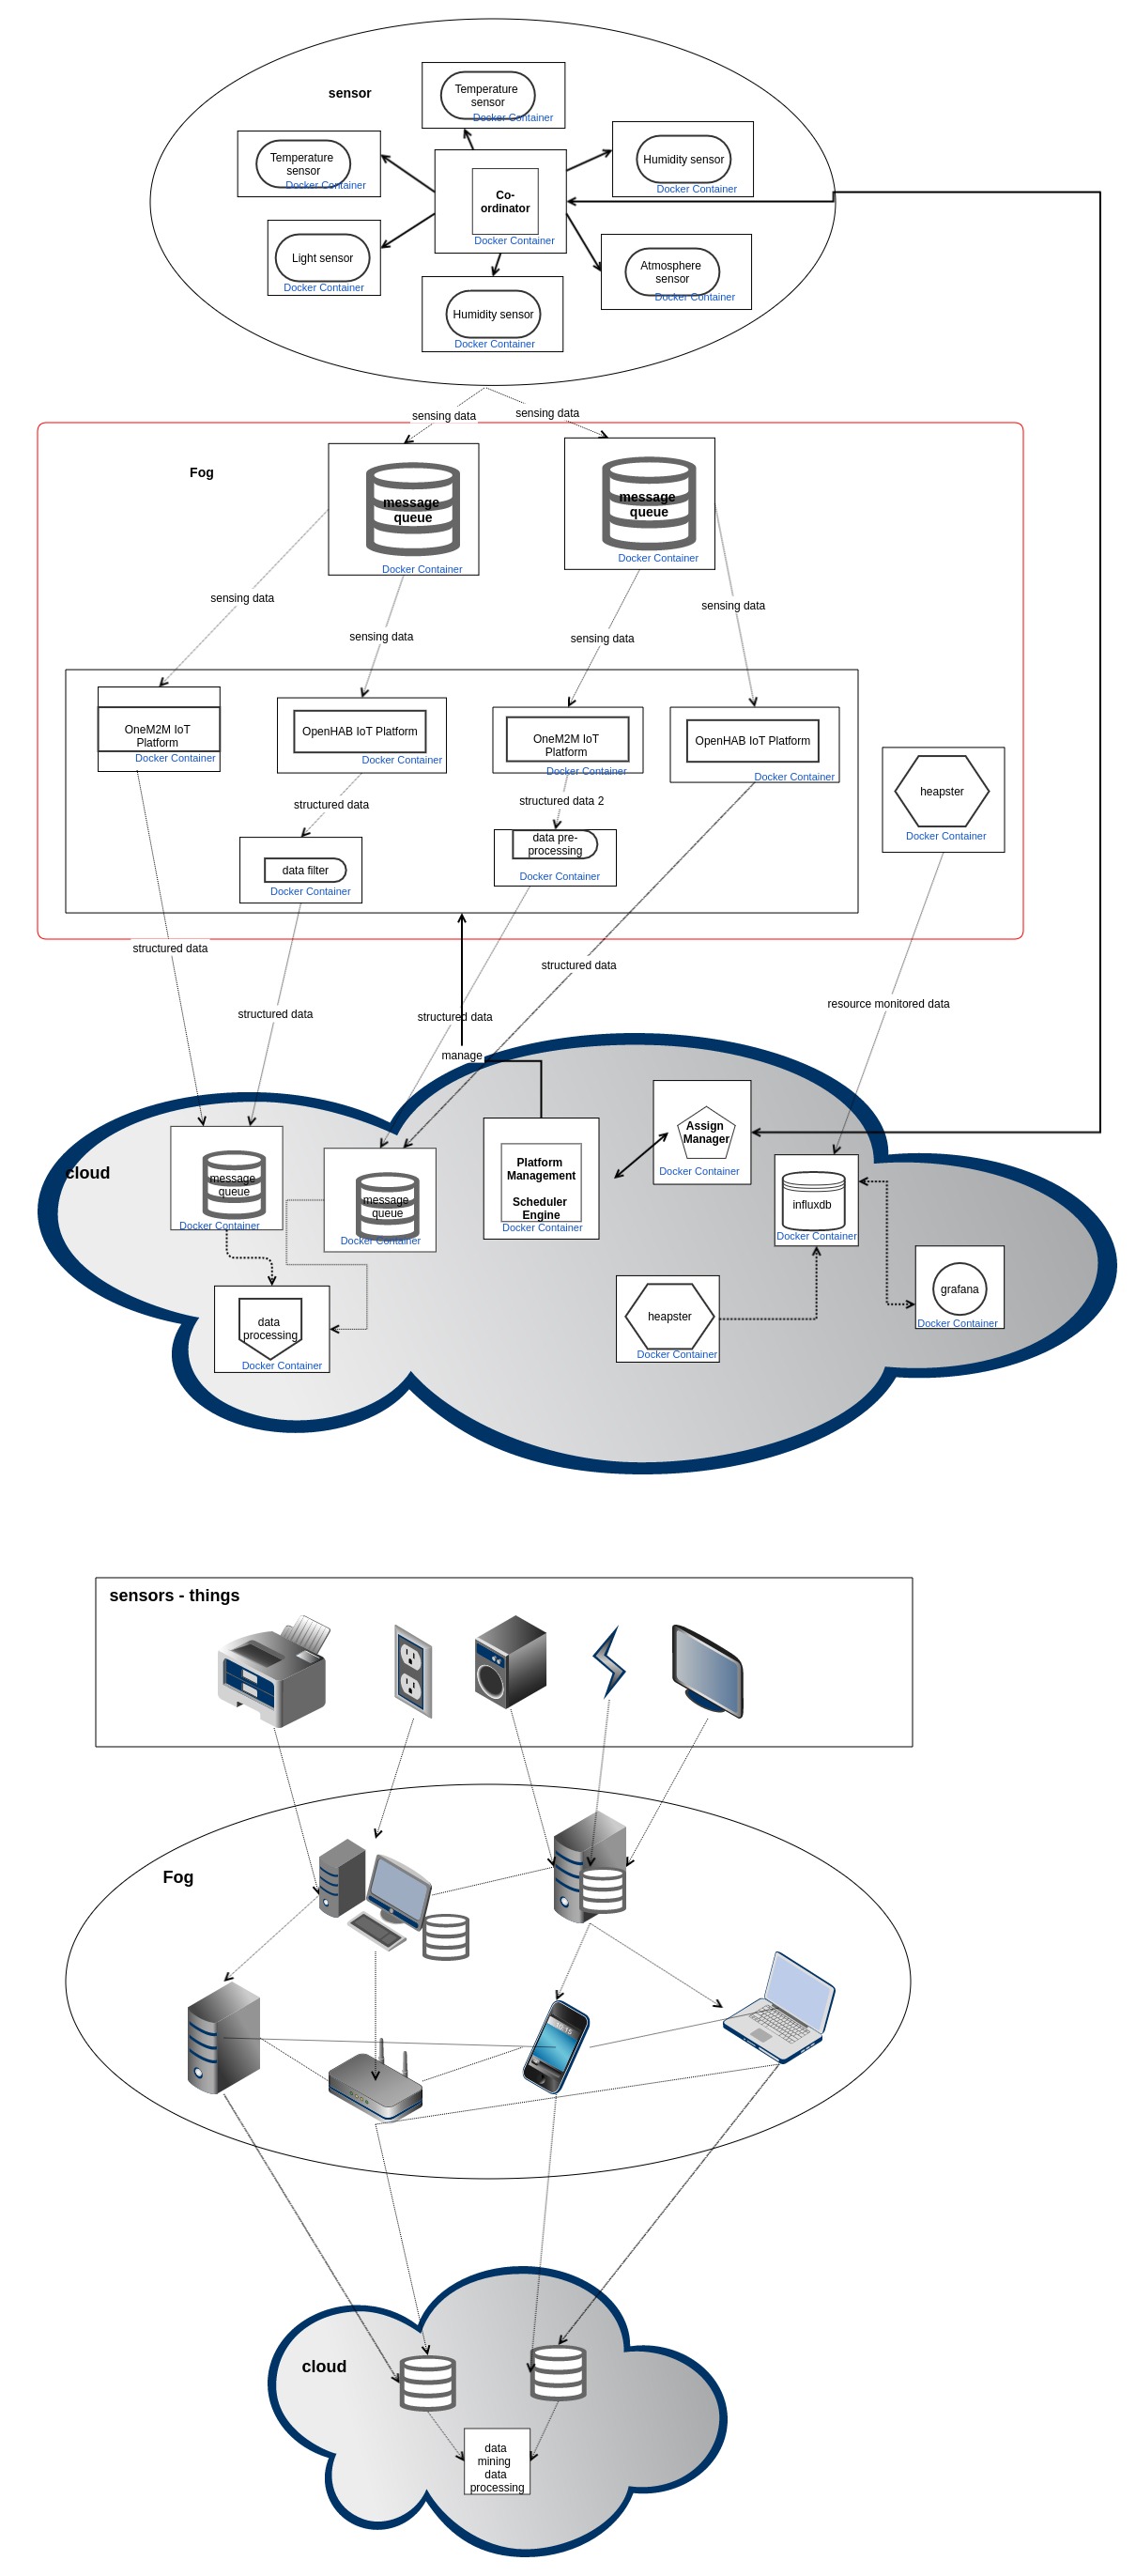 sensor
Temperature
sensor
Docker Container
Temperature
sensor
Docker Container
Humidity sensor
Docker Container
Co-
ordinator
Docker Container
Light sensor
Docker Container
Atmosphere
sensor
Docker Container
Humidity sensor
Docker Container
sensing data
sensing data
Fog
message
queue
Docker Container
message
queue
Docker Container
sensing data
sensing data
sensing data
sensing data
OneM2M IoT
Platform
Docker Container
OpenHAB IoT Platform
Docker Container
OneM2M IoT
Platform
Docker Container
OpenHAB IoT Platform
Docker Container
heapster
Docker Container
structured data
structured data 2
data filter
Docker Container
data pre-
processing
Docker Container
structured data
structured data
structured data
structured data
resource monitored data
manage
cloud
message
queue
Docker Container
message
queue
Docker Container
Platform
Management
Scheduler
Engine
Docker Container
Assign
Manager
Docker Container
influxdb
Docker Container
data
processing
Docker Container
heapster
Docker Container
grafana
Docker Container
sensors - things
Fog
10:15
cloud
data
mining
data
processing